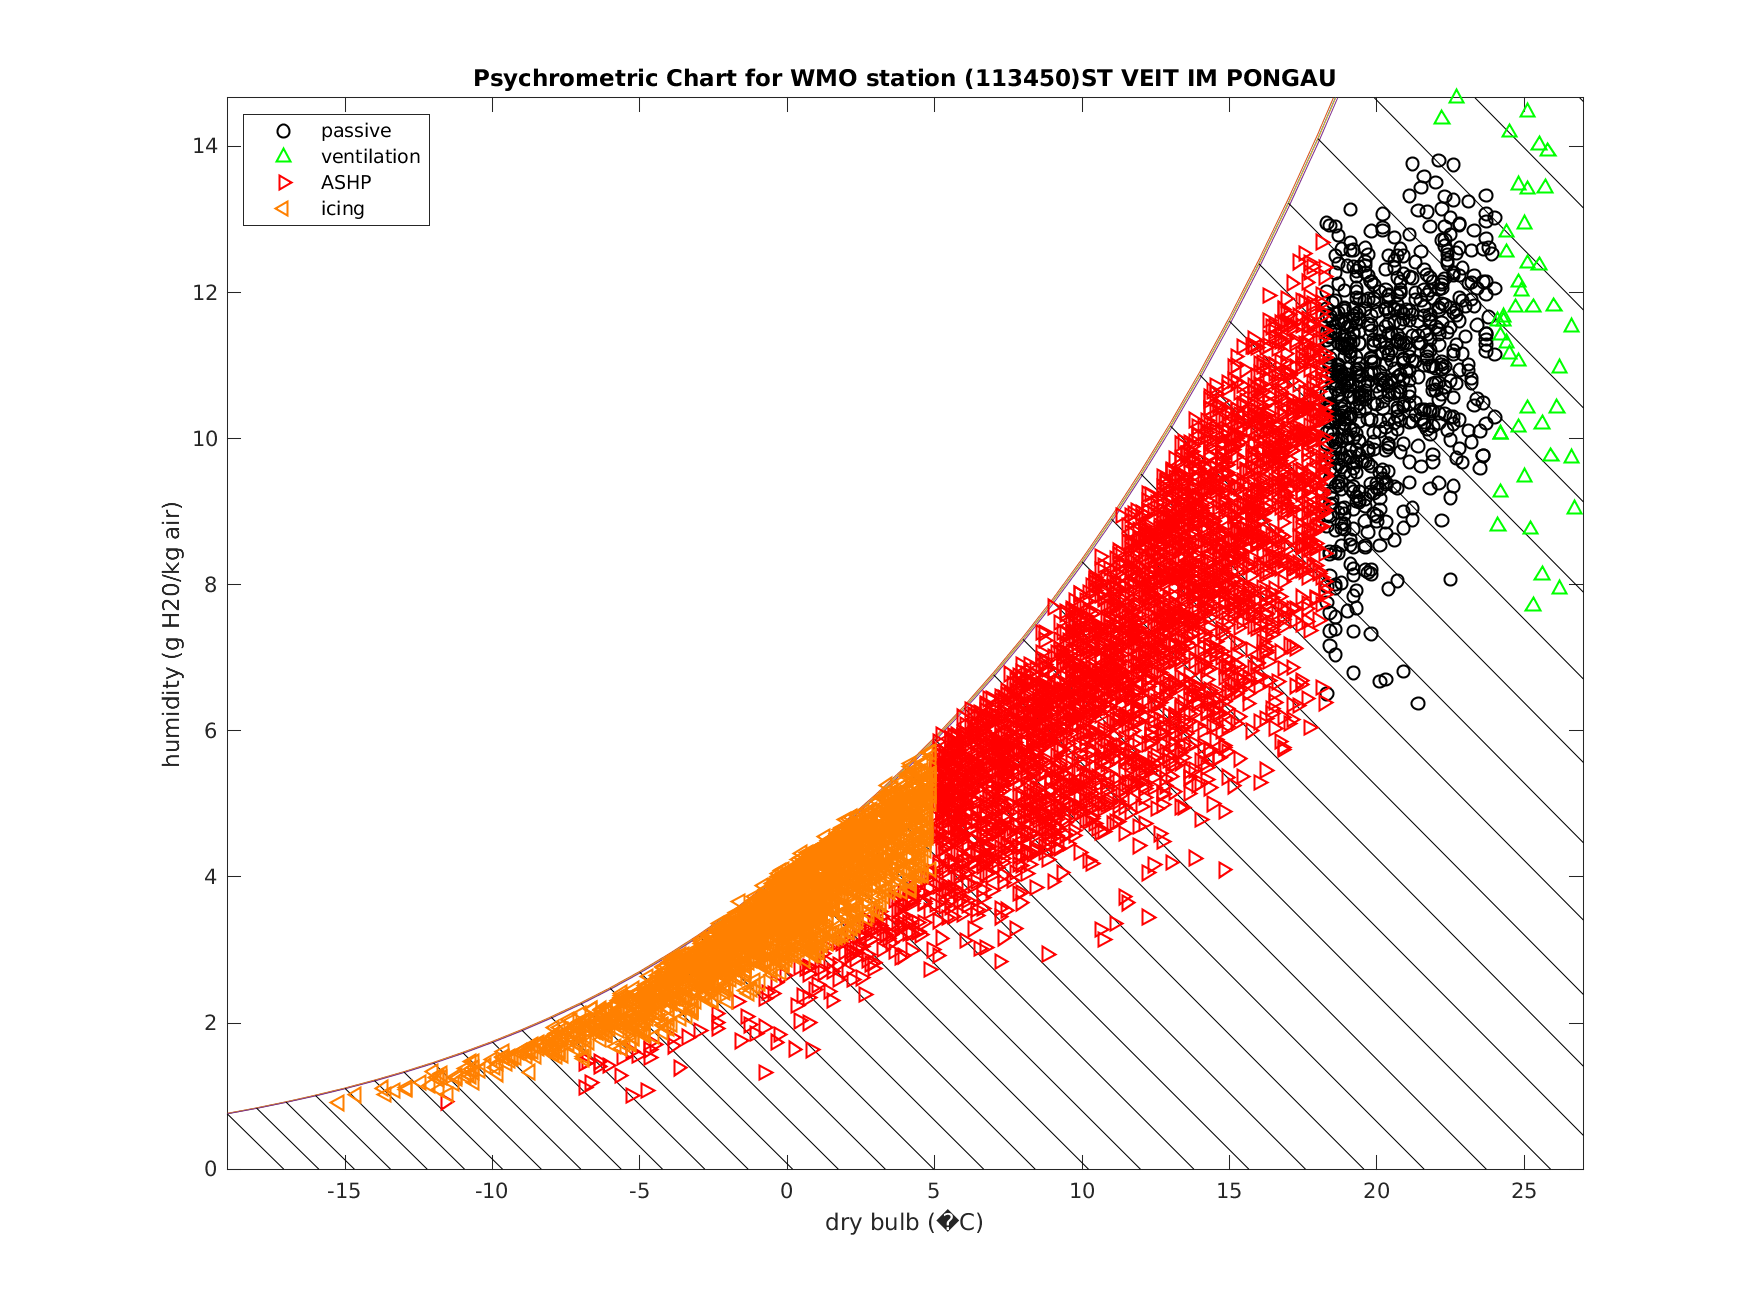 Psychrometric Chart for WMO station (113450)ST VEIT IM PONGAU
passive
ventilation
ASHP
icing
14
12
10
8
6
4
2
0
humidity (g H20/kg air)
-15 -10 -5 0 5 10 15 20 25
dry bulb (�C)